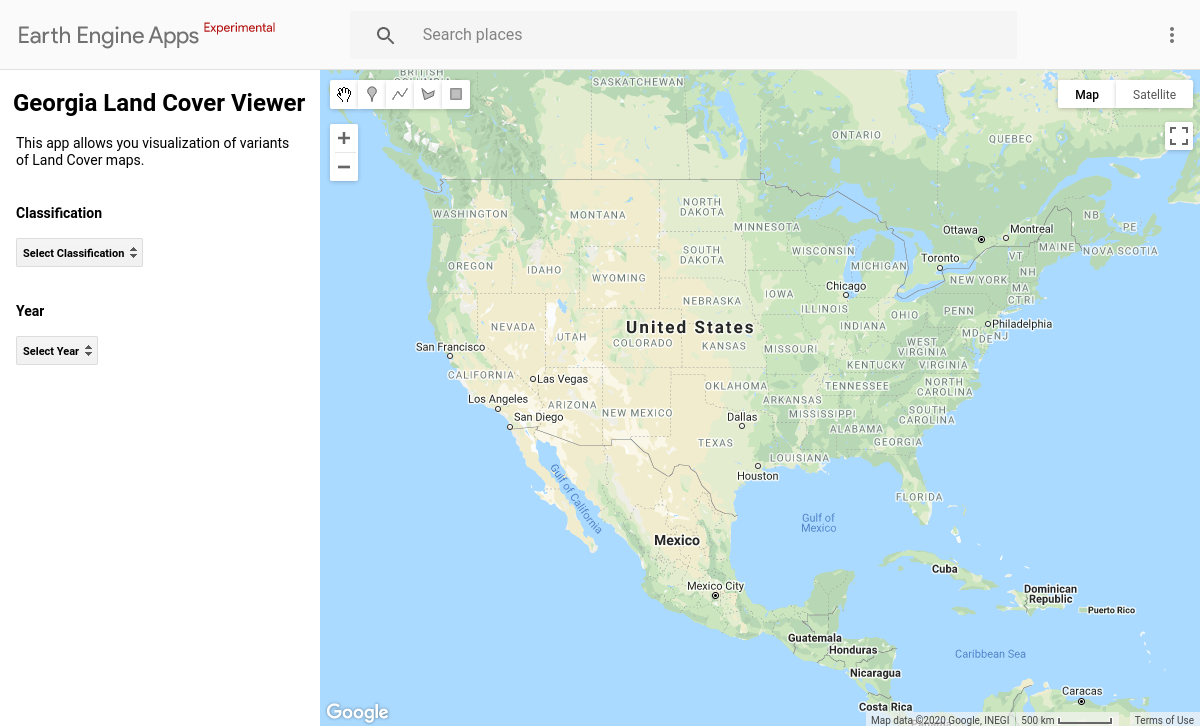 Earth Engine Apps Experimental
Search places
Georgia Land Cover Viewer
This app allows you visualization of variants
of Land Cover maps.
Classification
Select Classification
Year
Select Year
Map
Satellite
BRITISH
SASKATCHEWAN
ONTARIO
QUEBEC
WASHINGTON
MONTANA
NORTH
DAKOTA
MINNESOTA
Ottawa
Montreal
NB
PE
MAINE
NOVA SCOTIA
OREGON
IDAHO
WYOMING
SOUTH
DAKOTA
WISCONSIN
MICHIGAN
Toronto
VT
NH
NEW YORK
MA
CT
RI
Chicago
IOWA
NEBRASKA
ILLINOIS
INDIANA
OHIO
PENN
Philadelphia
MD
DE
NJ
NEVADA
UTAH
United States
COLORADO
KANSAS
MISSOURI
WEST
VIRGINIA
VIRGINIA
KENTUCKY
San Francisco
CALIFORNIA
Las Vegas
OKLAHOMA
TENNESSEE
NORTH
CAROLINA
Los Angeles
ARIZONA
NEW MEXICO
ARKANSAS
MISSISSIPPI
SOUTH
CAROLINA
San Diego
Dallas
ALABAMA
TEXAS
GEORGIA
LOUISIANA
Houston
FLORIDA
Gulf of California
Gulf of
Mexico
Mexico
Mexico City
Cuba
Dominican
Republic
Puerto Rico
Guatemala
Honduras
Caribbean Sea
Nicaragua
Caracas
Costa Rica
Google
Map data ©2020 Google, INEGI
500 km
Terms of Use